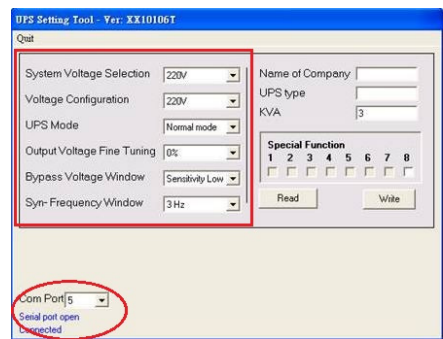 UPS Setting Tool - Ver: XX10106T
Quit
System Voltage Selection 220V
Voltage Configuration 220V
UPS Mode Normal mode
Output Voltage Fine Tuning 0%
Bypass Voltage Window Sensitivity Low
Syn- Frequency Window 3 Hz
Name of Company
UPS type
KVA 3
Special Function
1 2 3 4 5 6 7 8
Read Write
Com Port 5
Serial port open
Connected